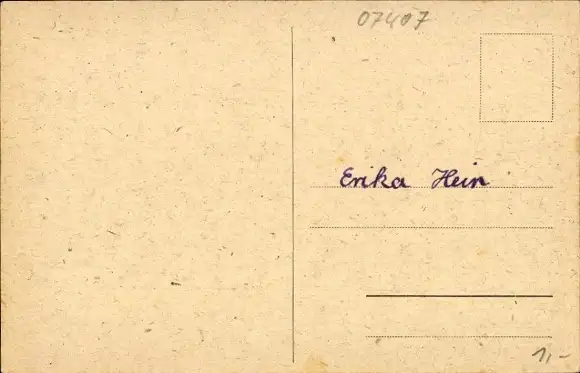 07407
Erika Hein
1,-